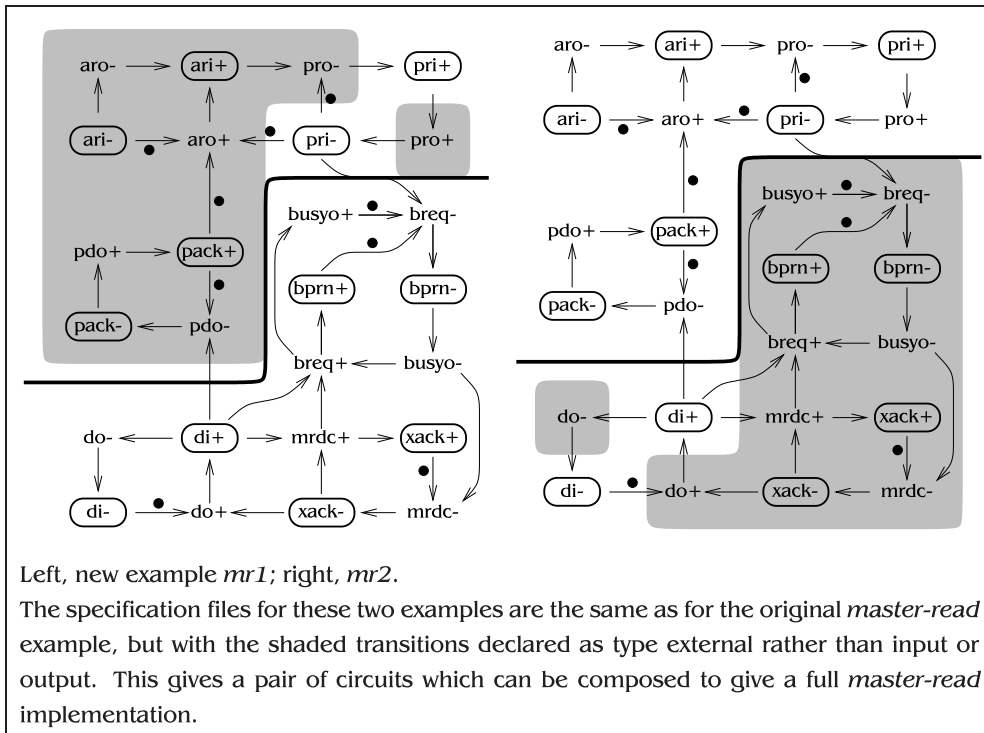 aro- ari+ pro- pri+
ari- aro+ pri- pro+
busyo+ breq-
pdo+ pack+
bprn+ bprn-
pack- pdo-
breq+ busyo-
do- di+ mrdc+ xack+
di- do+ xack- mrdc-
aro- ari+ pro- pri+
ari- aro+ pri- pro+
busyo+ breq-
pdo+ pack+
bprn+ bprn-
pack- pdo-
breq+ busyo-
do- di+ mrdc+ xack+
di- do+ xack- mrdc-
Left, new example mr1; right, mr2.
The specification files for these two examples are the same as for the original master-read
example, but with the shaded transitions declared as type external rather than input or
output. This gives a pair of circuits which can be composed to give a full master-read
implementation.